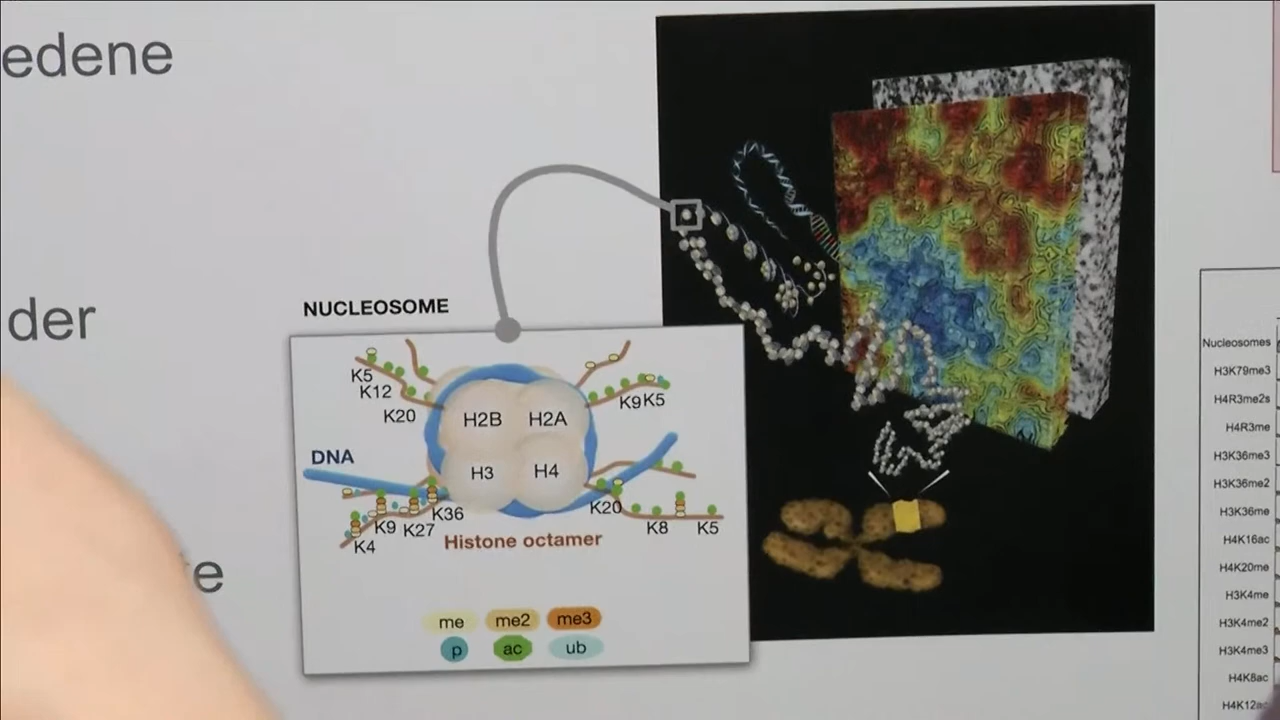 edene
der
e
NUCLEOSOME
K5
K12
K20
H2B
H2A
K9
K5
DNA
H3
H4
K36
K9
K27
K4
K20
K8
K5
Histone octamer
me
me2
me3
p
ac
ub
Nucleosomes
H3K79me3
H4R3me2s
H4R3me
H3K36me3
H3K36me2
H3K36me
H4K16ac
H4K20me
H3K4me
H3K4me2
H3K4me3
H4K8ac
H4K12ac